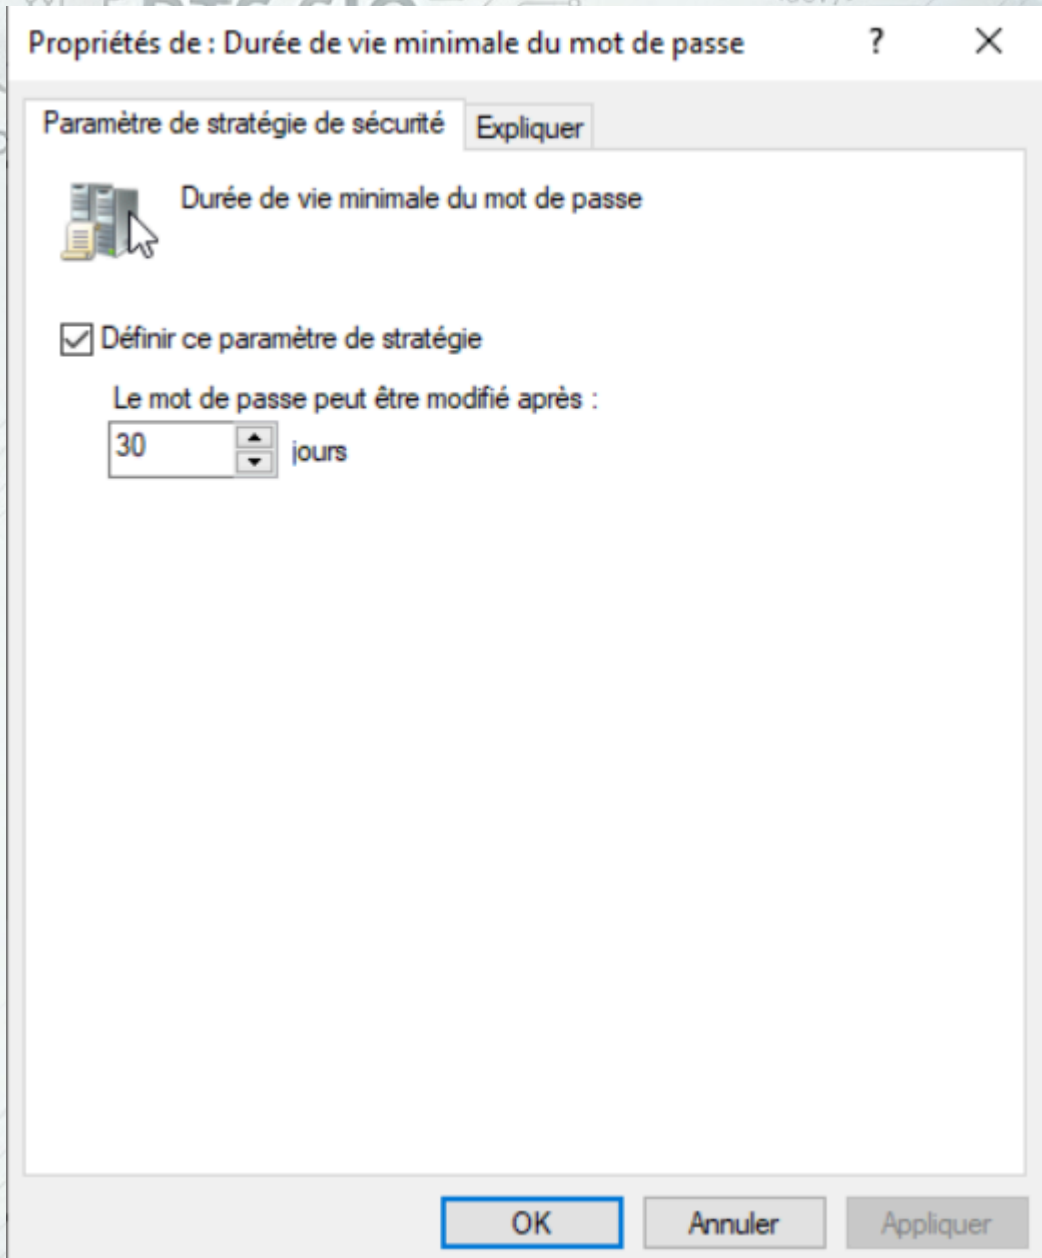 Propriétés de : Durée de vie minimale du mot de passe ? ×
Paramètre de stratégie de sécurité Expliquer
Durée de vie minimale du mot de passe
Définir ce paramètre de stratégie
Le mot de passe peut être modifié après :
30 jours
OK Annuler Appliquer